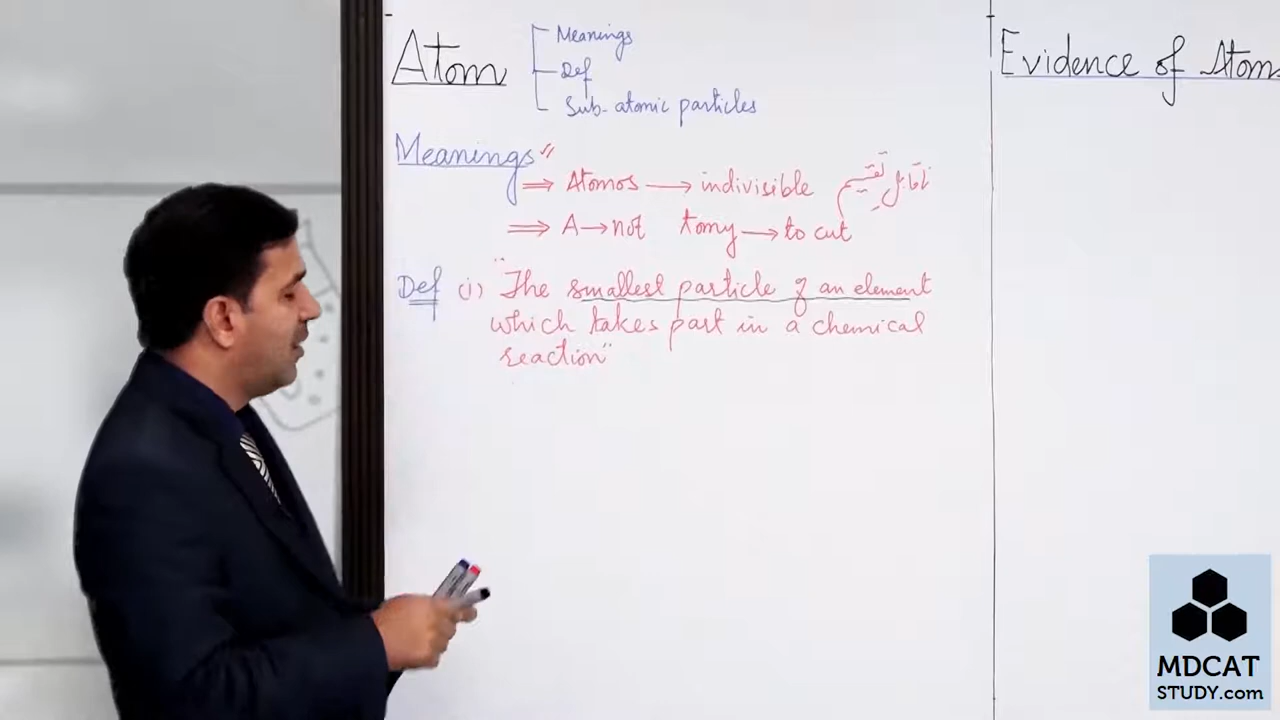 Atom
Meanings
Def
Sub-atomic particles
Evidence of Atom
Meanings
⇒ Atomos → indivisible ناقابل تقسیم
⇒ A → not tomy → to cut
Def (i) "The smallest particle of an element
which takes part in a chemical
reaction"
MDCAT
STUDY.com